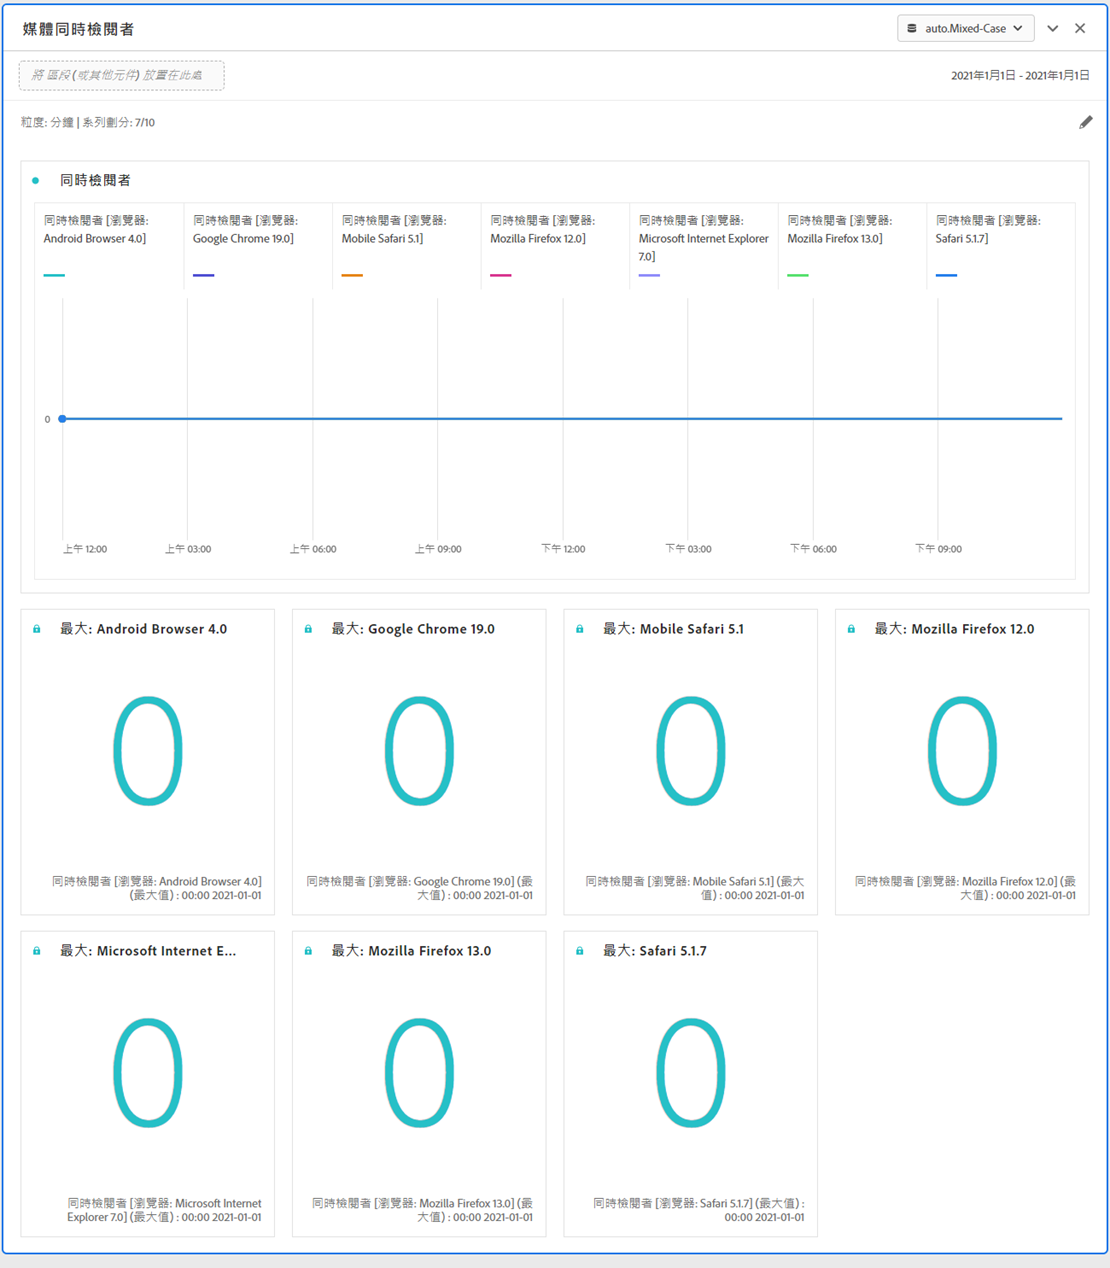 媒體同時檢閱者
auto.Mixed-Case
將 區段 (或其他元件) 放置在此處
2021年1月1日 - 2021年1月1日
粒度: 分鐘 | 系列劃分: 7/10
同時檢閱者
同時檢閱者 [瀏覽器:
Android Browser 4.0]
同時檢閱者 [瀏覽器:
Google Chrome 19.0]
同時檢閱者 [瀏覽器:
Mobile Safari 5.1]
同時檢閱者 [瀏覽器:
Mozilla Firefox 12.0]
同時檢閱者 [瀏覽器:
Microsoft Internet Explorer
7.0]
同時檢閱者 [瀏覽器:
Mozilla Firefox 13.0]
同時檢閱者 [瀏覽器:
Safari 5.1.7]
0
上午 12:00
上午 03:00
上午 06:00
上午 09:00
下午 12:00
下午 03:00
下午 06:00
下午 09:00
最大: Android Browser 4.0
0
同時檢閱者 [瀏覽器: Android Browser 4.0]
(最大值) : 00:00 2021-01-01
最大: Google Chrome 19.0
0
同時檢閱者 [瀏覽器: Google Chrome 19.0] (最
大值) : 00:00 2021-01-01
最大: Mobile Safari 5.1
0
同時檢閱者 [瀏覽器: Mobile Safari 5.1] (最大
值) : 00:00 2021-01-01
最大: Mozilla Firefox 12.0
0
同時檢閱者 [瀏覽器: Mozilla Firefox 12.0] (最
大值) : 00:00 2021-01-01
最大: Microsoft Internet E...
0
同時檢閱者 [瀏覽器: Microsoft Internet
Explorer 7.0] (最大值) : 00:00 2021-01-01
最大: Mozilla Firefox 13.0
0
同時檢閱者 [瀏覽器: Mozilla Firefox 13.0] (最
大值) : 00:00 2021-01-01
最大: Safari 5.1.7
0
同時檢閱者 [瀏覽器: Safari 5.1.7] (最大值) :
00:00 2021-01-01